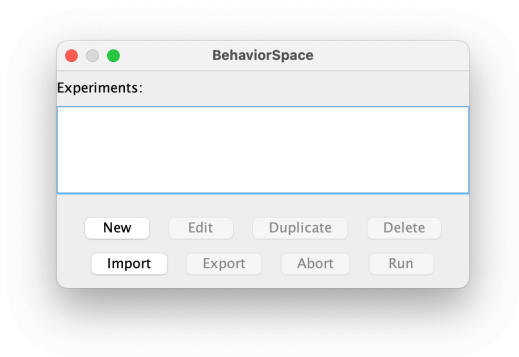 BehaviorSpace
Experiments:
New Edit Duplicate Delete
Import Export Abort Run